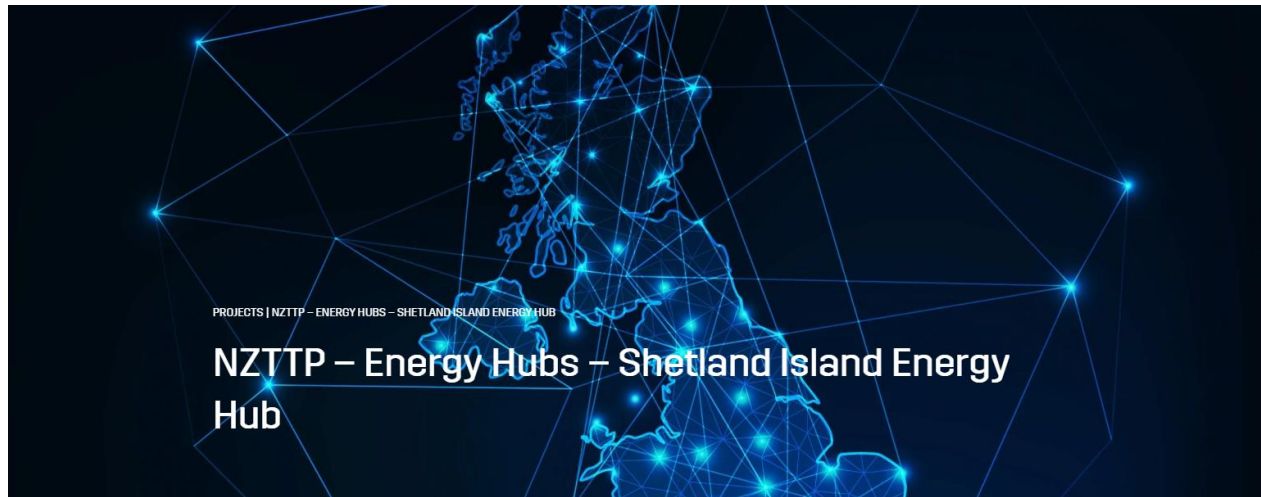 PROJECTS | NZTTP – ENERGY HUBS – SHETLAND ISLAND ENERGY HUB
NZTTP – Energy Hubs – Shetland Island Energy
Hub